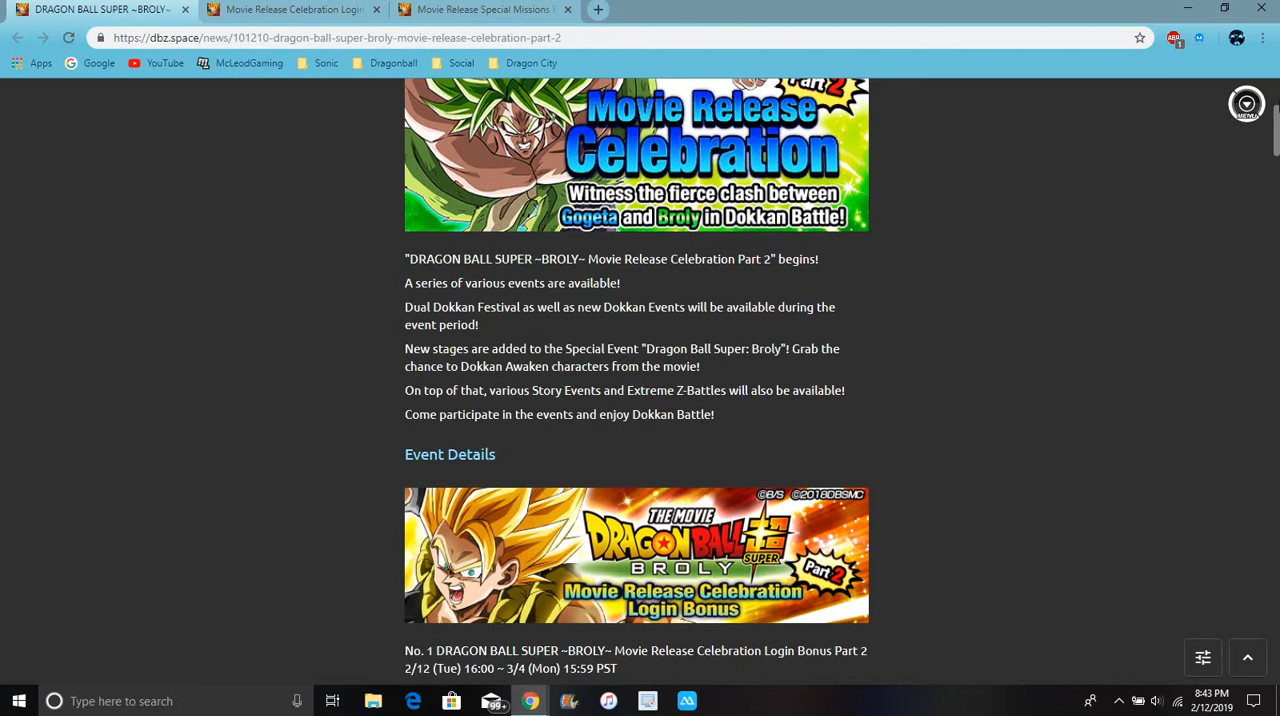 DRAGON BALL SUPER ~BROLY~
Movie Release Celebration Login
Movie Release Special Missions
https://dbz.space/news/101210-dragon-ball-super-broly-movie-release-celebration-part-2
ABP
1
Apps
Google
YouTube
McLeodGaming
Sonic
Dragonball
Social
Dragon City
MENU
Part 2
Movie Release
Celebration
Witness the fierce clash between
Gogeta and Broly in Dokkan Battle!
"DRAGON BALL SUPER ~BROLY~ Movie Release Celebration Part 2" begins!
A series of various events are available!
Dual Dokkan Festival as well as new Dokkan Events will be available during the
event period!
New stages are added to the Special Event "Dragon Ball Super: Broly"! Grab the
chance to Dokkan Awaken characters from the movie!
On top of that, various Story Events and Extreme Z-Battles will also be available!
Come participate in the events and enjoy Dokkan Battle!
Event Details
©B/S ©2018DBSMC
THE MOVIE
DRAGON BALL 超
SUPER
BROLY
Part 2
Movie Release Celebration
Login Bonus
No. 1 DRAGON BALL SUPER ~BROLY~ Movie Release Celebration Login Bonus Part 2
2/12 (Tue) 16:00 ~ 3/4 (Mon) 15:59 PST
Type here to search
99+
8:43 PM
2/12/2019